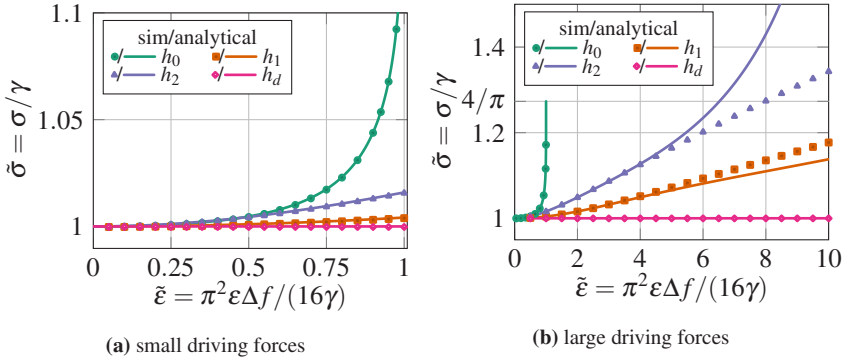 1.1
1.05
1
σ̃ = σ/γ
sim/analytical
h₀ h₁
h₂ h_d
0 0.25 0.5 0.75 1
ε̃ = π²εΔf/(16γ)
(a) small driving forces
1.4
4/π
1.2
1
σ̃ = σ/γ
sim/analytical
h₀ h₁
h₂ h_d
0 2 4 6 8 10
ε̃ = π²εΔf/(16γ)
(b) large driving forces